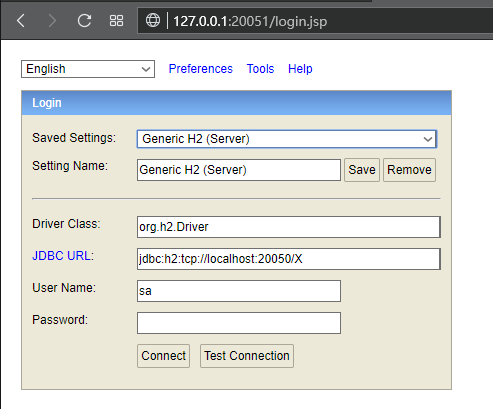 127.0.0.1:20051/login.jsp
English Preferences Tools Help
Login
Saved Settings: Generic H2 (Server)
Setting Name: Generic H2 (Server) Save Remove
Driver Class: org.h2.Driver
JDBC URL: jdbc:h2:tcp://localhost:20050/X
User Name: sa
Password:
Connect Test Connection